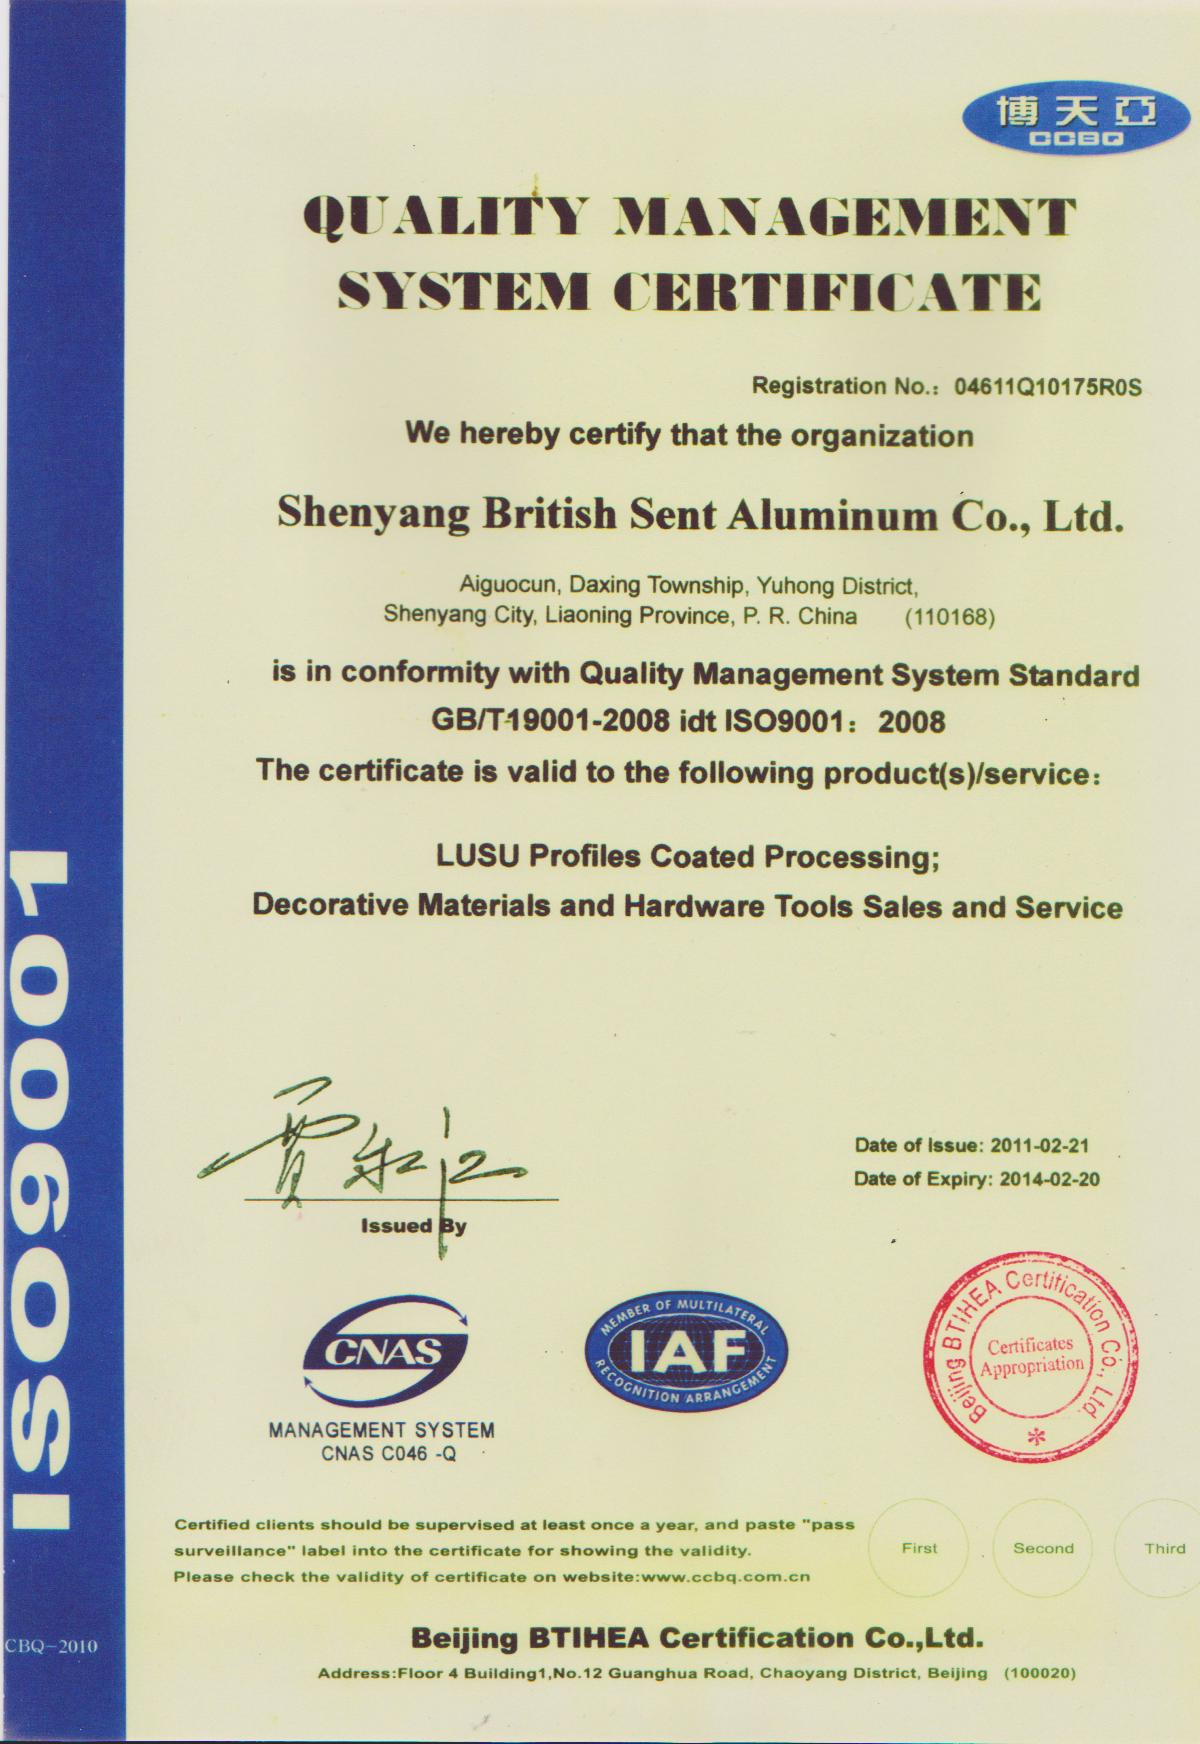 博天亞
CCBQ
QUALITY MANAGEMENT
SYSTEM CERTIFICATE
Registration No.: 04611Q10175R0S
We hereby certify that the organization
Shenyang British Sent Aluminum Co., Ltd.
Aiguocun, Daxing Township, Yuhong District,
Shenyang City, Liaoning Province, P. R. China (110168)
is in conformity with Quality Management System Standard
GB/T19001-2008 idt ISO9001: 2008
The certificate is valid to the following product(s)/service:
LUSU Profiles Coated Processing;
Decorative Materials and Hardware Tools Sales and Service
ISO9001
Date of Issue: 2011-02-21
Date of Expiry: 2014-02-20
Issued By
CNAS
MANAGEMENT SYSTEM
CNAS C046 -Q
MEMBER OF MULTILATERAL
IAF
RECOGNITION ARRANGEMENT
Beijing BTIHEA Certification Co., Ltd.
Certificates
Appropriation
Certified clients should be supervised at least once a year, and paste "pass
surveillance" label into the certificate for showing the validity.
Please check the validity of certificate on website:www.ccbq.com.cn
First
Second
Third
CBQ-2010
Beijing BTIHEA Certification Co.,Ltd.
Address:Floor 4 Building1,No.12 Guanghua Road, Chaoyang District, Beijing (100020)